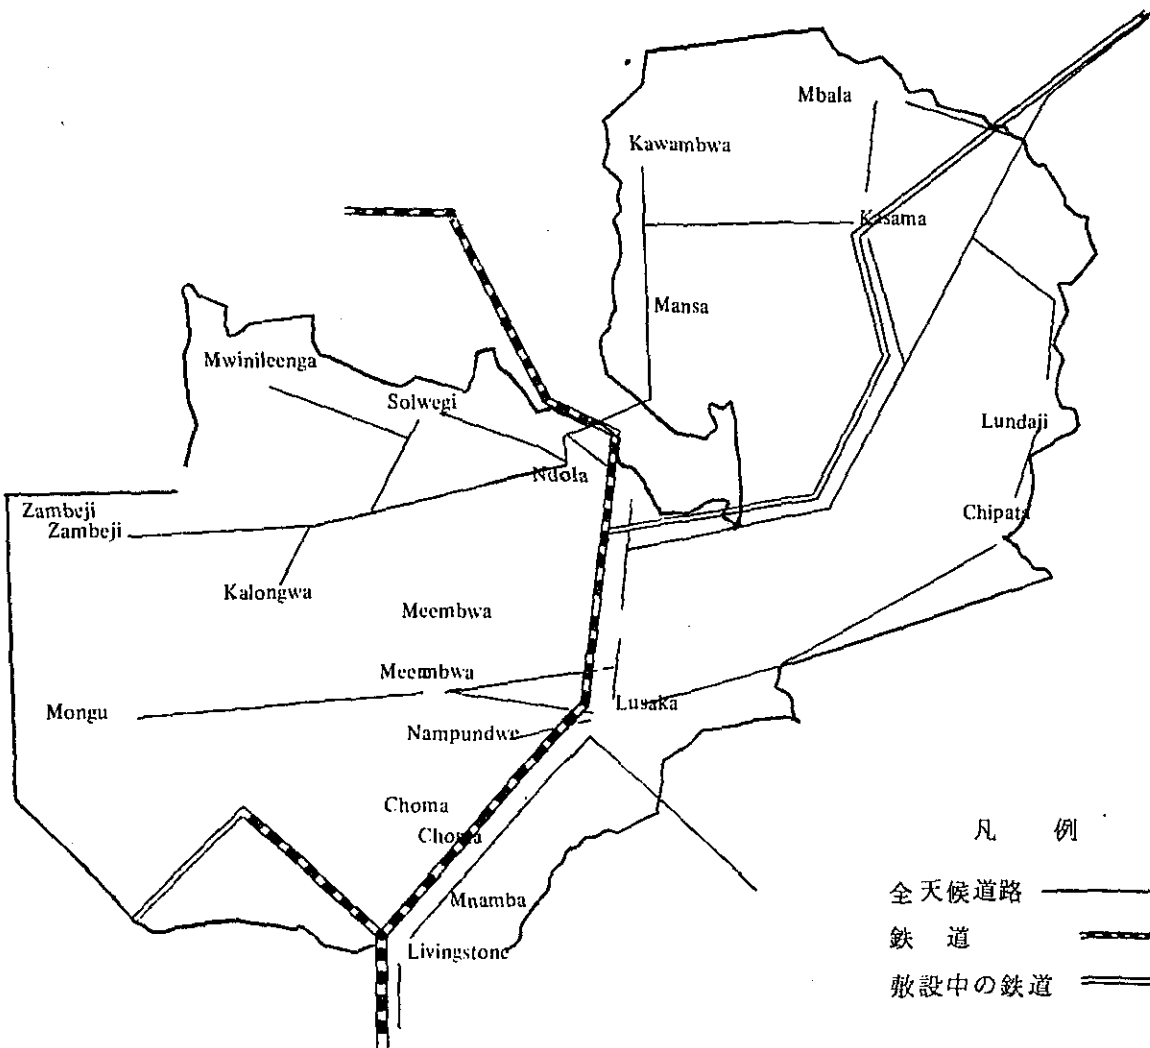 Mbala
Kawambwa
Kasama
Mansa
Mwinileenga
Solwegi
Lundaji
Ndola
Zambeji
Zambeji
Chipata
Kalongwa
Meembwa
Meembwa
Mongu
Lusaka
Nampundwe
Choma
Choma
Mnamba
Livingstone
凡 例
全天候道路
鉄 道
敷設中の鉄道